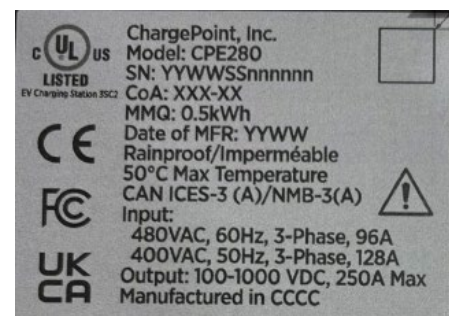 ChargePoint, Inc.
Model: CPE280
SN: YYWWSSnnnnnn
CoA: XXX-XX
MMQ: 0.5kWh
Date of MFR: YYWW
Rainproof/Imperméable
50°C Max Temperature
CAN ICES-3 (A)/NMB-3(A)
Input:
480VAC, 60Hz, 3-Phase, 96A
400VAC, 50Hz, 3-Phase, 128A
Output: 100-1000 VDC, 250A Max
Manufactured in CCCC
C UL US
LISTED
EV Charging Station 3SC2
CE
FC
UK
CA